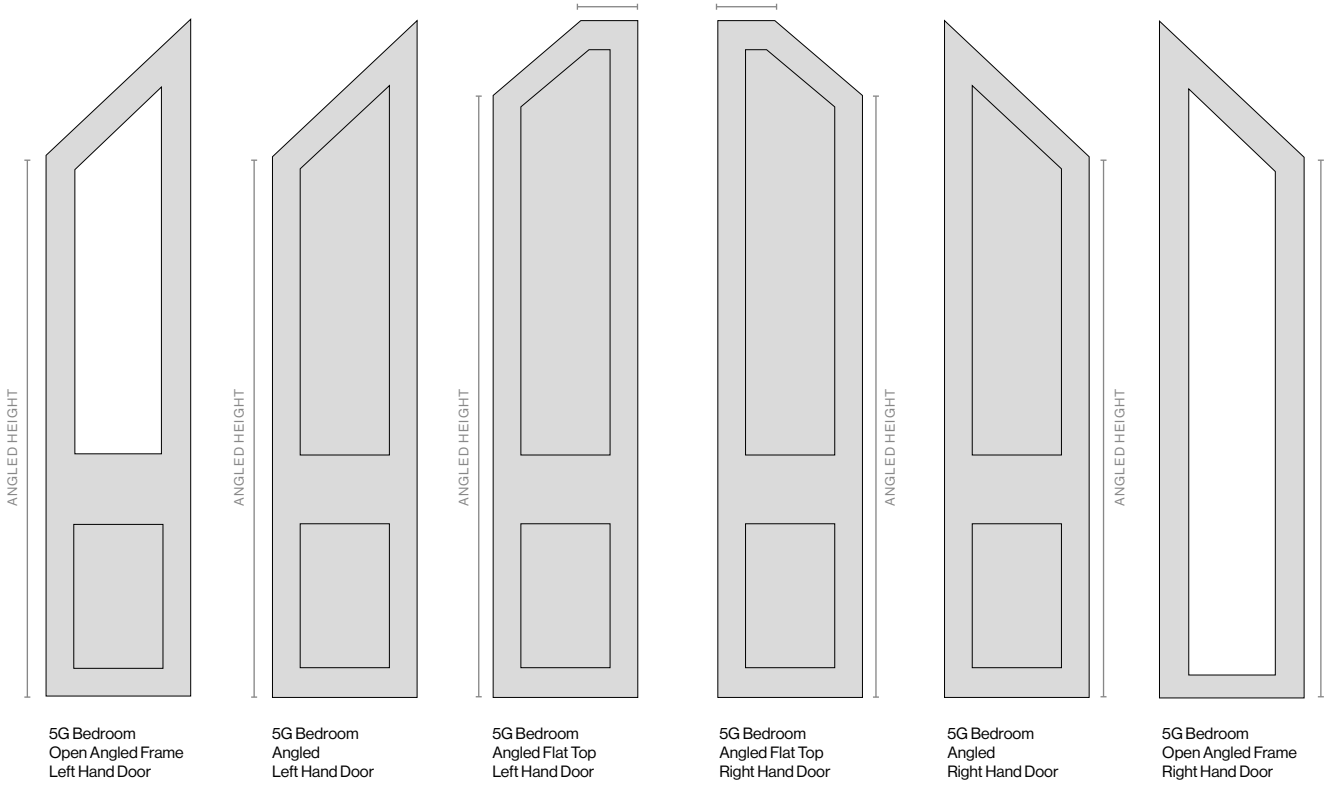 ANGLED HEIGHT
ANGLED HEIGHT
ANGLED HEIGHT
ANGLED HEIGHT
ANGLED HEIGHT
5G Bedroom
Open Angled Frame
Left Hand Door
5G Bedroom
Angled
Left Hand Door
5G Bedroom
Angled Flat Top
Left Hand Door
5G Bedroom
Angled Flat Top
Right Hand Door
5G Bedroom
Angled
Right Hand Door
5G Bedroom
Open Angled Frame
Right Hand Door